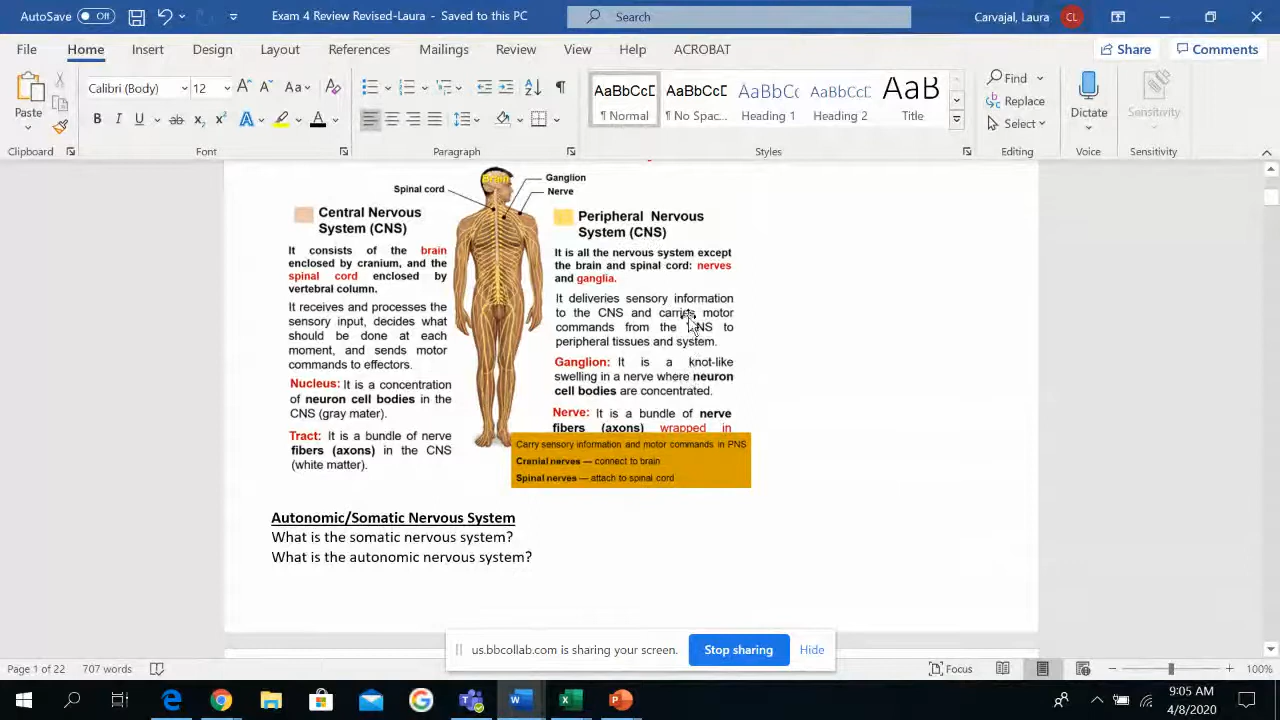 AutoSave Off Exam 4 Review Revised-Laura - Saved to this PC Search Carvajal, Laura CL
File Home Insert Design Layout References Mailings Review View Help ACROBAT Share Comments
Paste
Calibri (Body) 12
Find
Replace
Select
AaBbCcD AaBbCcD AaBbCc AaBbCcD AaB
¶ Normal ¶ No Spac... Heading 1 Heading 2 Title
Dictate Sensitivity
Clipboard Font Paragraph Styles Editing Voice Sensitivity
Brain
Spinal cord
Ganglion
Nerve
Central Nervous
System (CNS)
It consists of the brain
enclosed by cranium, and the
spinal cord enclosed by
vertebral column.
It receives and processes the
sensory input, decides what
should be done at each
moment, and sends motor
commands to effectors.
Nucleus: It is a concentration
of neuron cell bodies in the
CNS (gray mater).
Tract: It is a bundle of nerve
fibers (axons) in the CNS
(white matter).
Peripheral Nervous
System (CNS)
It is all the nervous system except
the brain and spinal cord: nerves
and ganglia.
It deliveries sensory information
to the CNS and carries motor
commands from the CNS to
peripheral tissues and system.
Ganglion: It is a knot-like
swelling in a nerve where neuron
cell bodies are concentrated.
Nerve: It is a bundle of nerve
fibers (axons) wrapped in
Carry sensory information and motor commands in PNS
Cranial nerves — connect to brain
Spinal nerves — attach to spinal cord
Autonomic/Somatic Nervous System
What is the somatic nervous system?
What is the autonomic nervous system?
us.bbcollab.com is sharing your screen. Stop sharing Hide
Page 1 of 22 707 words Focus 100%
9:05 AM
4/8/2020